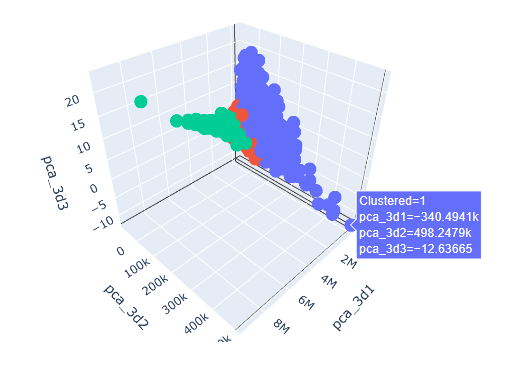 20
15
10
5
0
−5
−10
pca_3d3
Clustered=1
pca_3d1=−340.4941k
pca_3d2=498.2479k
pca_3d3=−12.63665
0
100k
200k
300k
400k
pca_3d2
2M
4M
6M
8M
pca_3d1